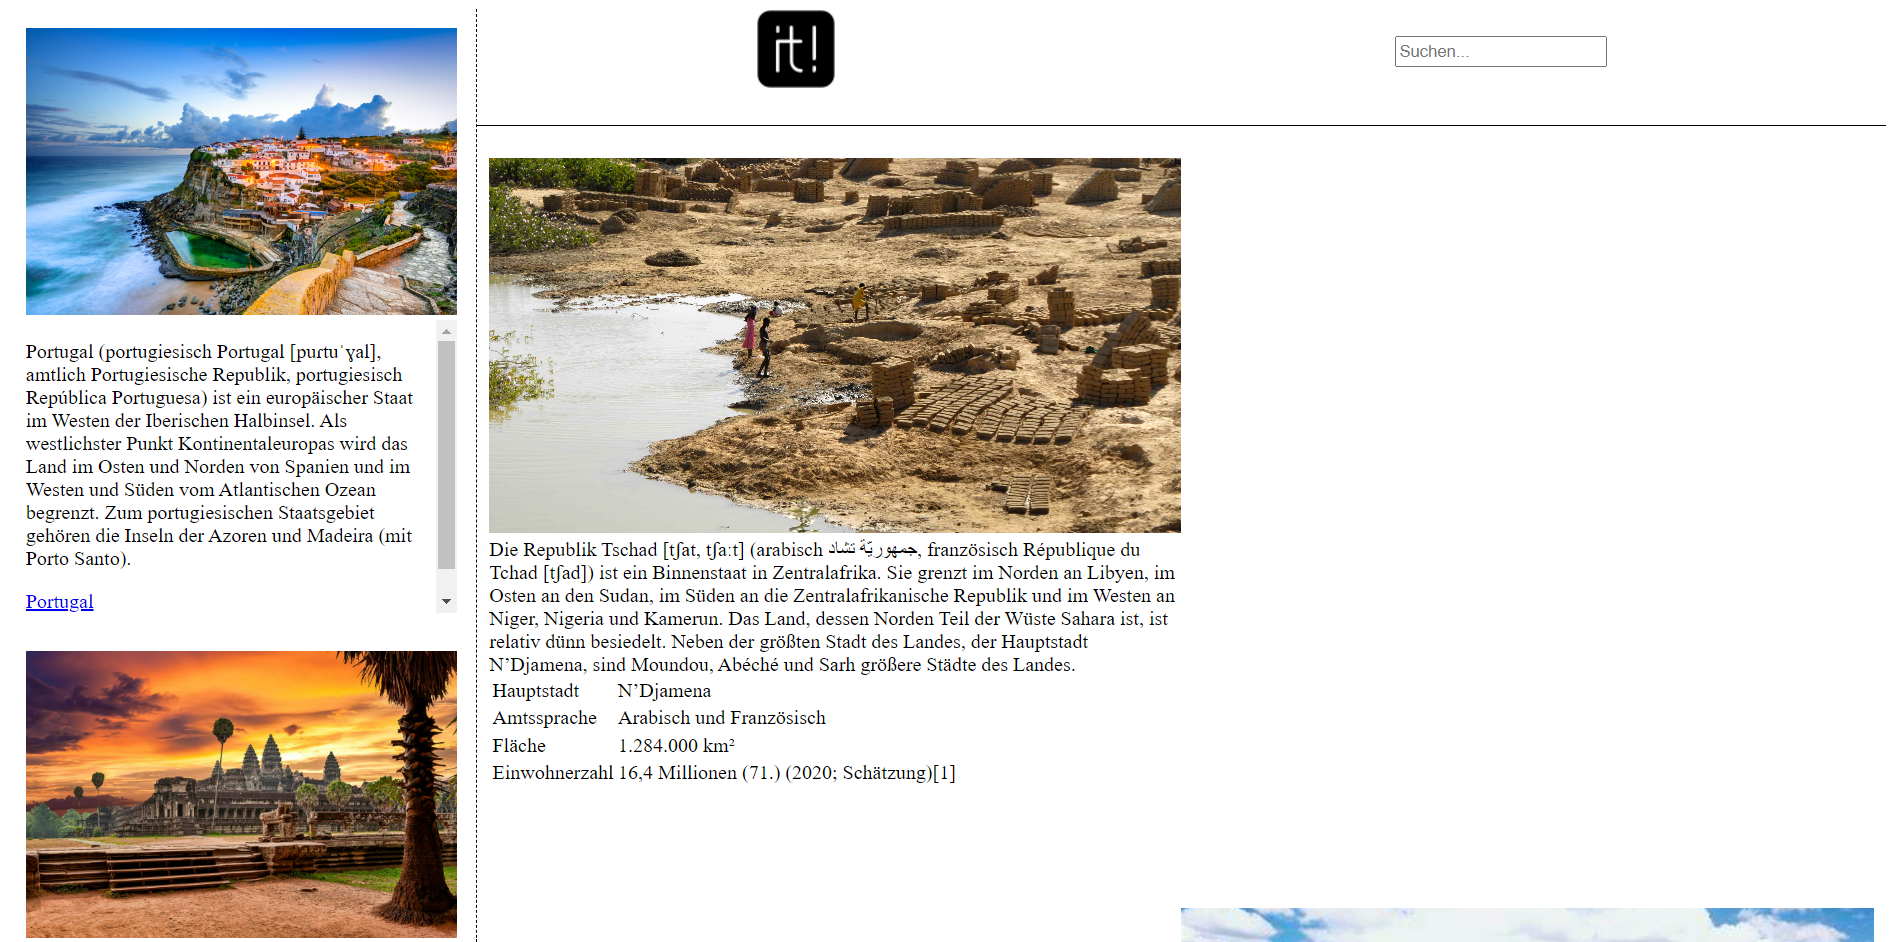 it!
Suchen...
Portugal (portugiesisch Portugal [puɾtuˈɣal],
amtlich Portugiesische Republik, portugiesisch
República Portuguesa) ist ein europäischer Staat
im Westen der Iberischen Halbinsel. Als
westlichster Punkt Kontinentaleuropas wird das
Land im Osten und Norden von Spanien und im
Westen und Süden vom Atlantischen Ozean
begrenzt. Zum portugiesischen Staatsgebiet
gehören die Inseln der Azoren und Madeira (mit
Porto Santo).
Portugal
Die Republik Tschad [tʃat, tʃaːt] (arabisch جمهوريّة تشاد, französisch République du
Tchad [tʃad]) ist ein Binnenstaat in Zentralafrika. Sie grenzt im Norden an Libyen, im
Osten an den Sudan, im Süden an die Zentralafrikanische Republik und im Westen an
Niger, Nigeria und Kamerun. Das Land, dessen Norden Teil der Wüste Sahara ist, ist
relativ dünn besiedelt. Neben der größten Stadt des Landes, der Hauptstadt
N’Djamena, sind Moundou, Abéché und Sarh größere Städte des Landes.
Hauptstadt N’Djamena
Amtssprache Arabisch und Französisch
Fläche 1.284.000 km²
Einwohnerzahl 16,4 Millionen (71.) (2020; Schätzung)[1]